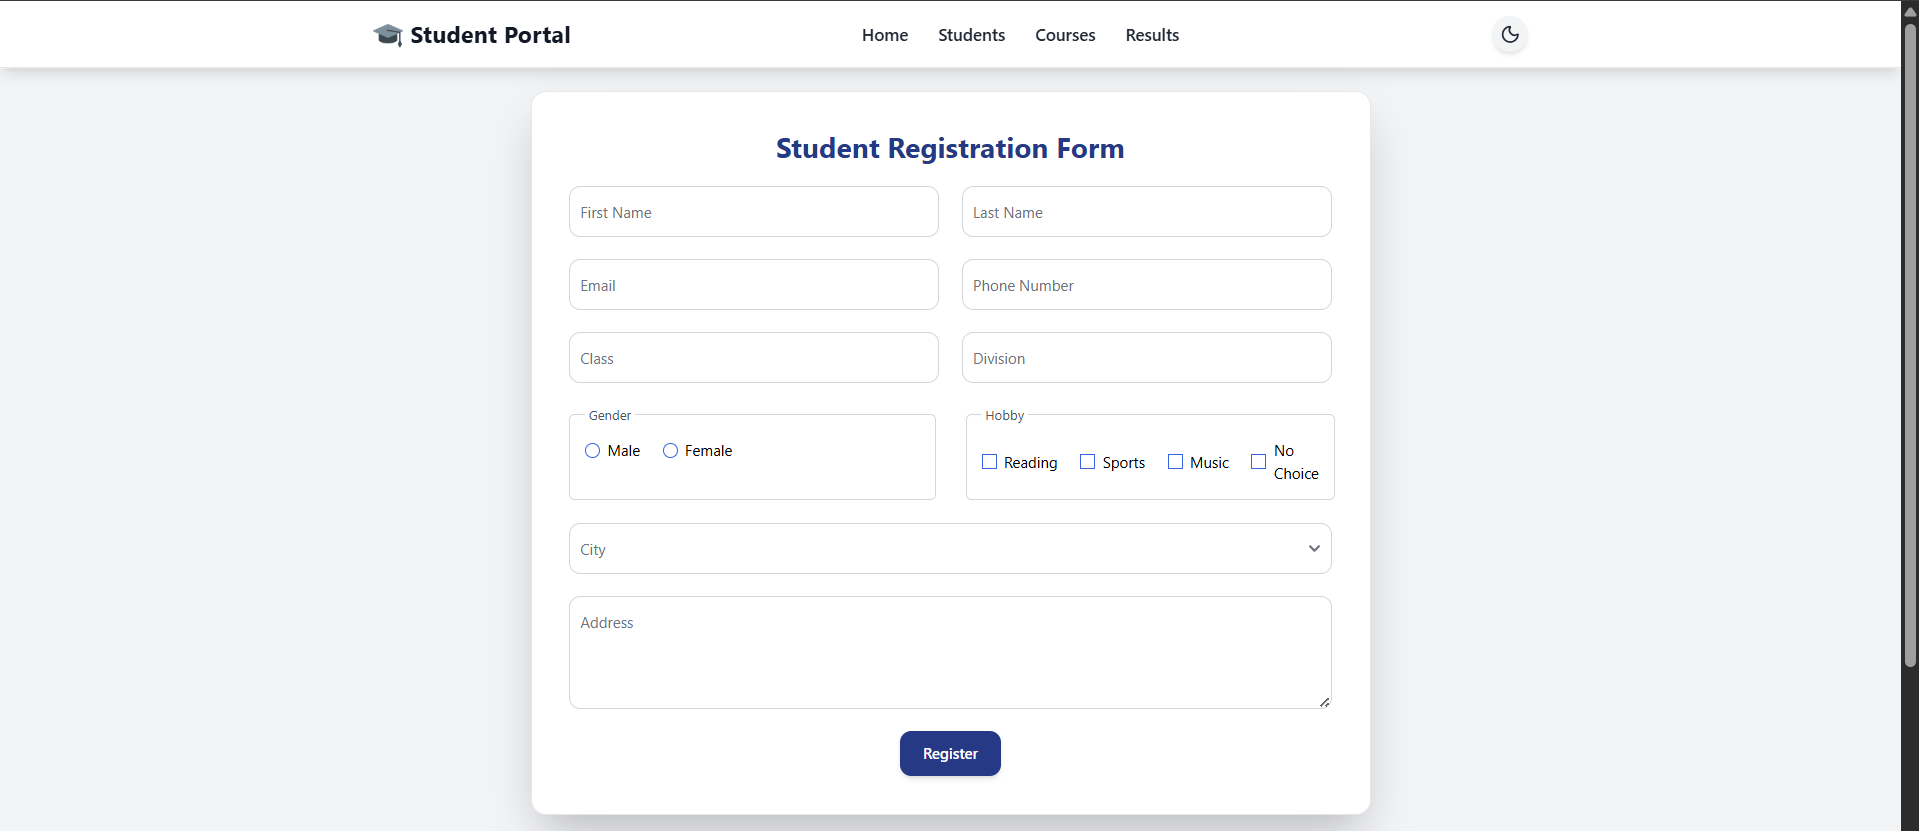 Student Portal
Home Students Courses Results
Student Registration Form
First Name Last Name
Email Phone Number
Class Division
Gender Hobby
Male Female Reading Sports Music No Choice
City
Address
Register